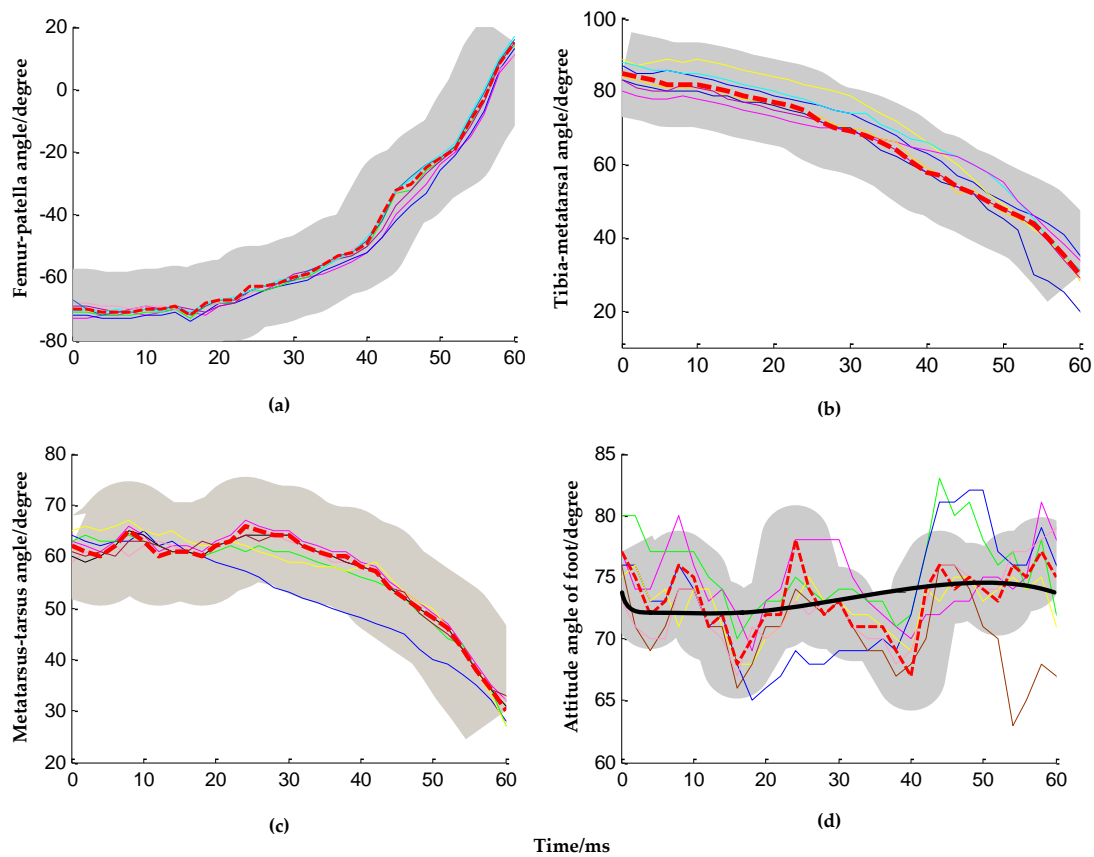 Femur-patella angle/degree
20
0
-20
-40
-60
-80
0 10 20 30 40 50 60
(a)
Tibia-metatarsal angle/degree
100
80
60
40
20
0 10 20 30 40 50 60
(b)
Metatarsus-tarsus angle/degree
80
70
60
50
40
30
20
0 10 20 30 40 50 60
(c)
Attitude angle of foot/degree
85
80
75
70
65
60
0 10 20 30 40 50 60
(d)
Time/ms